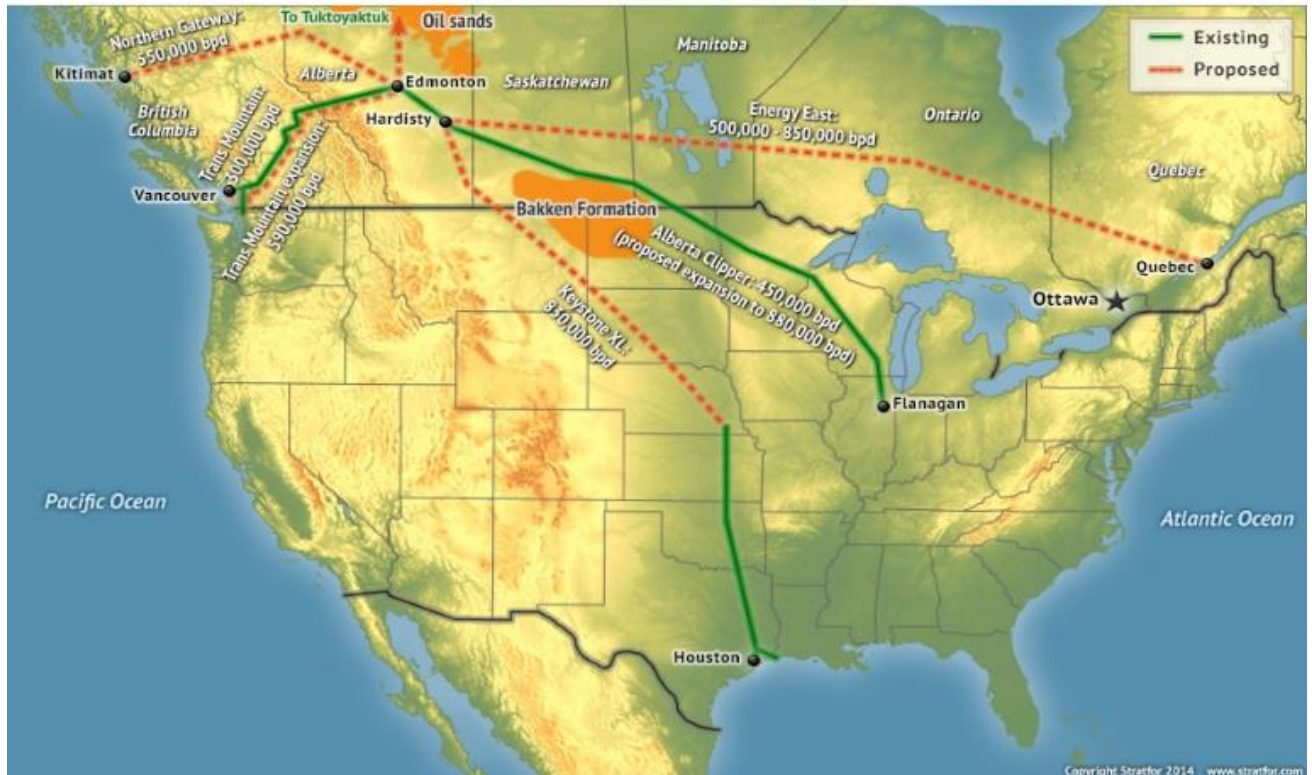 To Tuktoyaktuk
Oil sands
Northern Gateway:
550,000 bpd
Kitimat
British
Columbia
Alberta
Edmonton
Saskatchewan
Manitoba
Hardisty
Existing
Proposed
Energy East:
500,000 - 850,000 bpd
Ontario
Quebec
Trans Mountain:
300,000 bpd
Trans Mountain expansion:
590,000 bpd
Vancouver
Bakken Formation
Alberta Clipper: 450,000 bpd
(proposed expansion to 880,000 bpd)
Keystone XL:
830,000 bpd
Quebec
Ottawa
Flanagan
Pacific Ocean
Atlantic Ocean
Houston
Copyright Stratfor 2014 www.stratfor.com